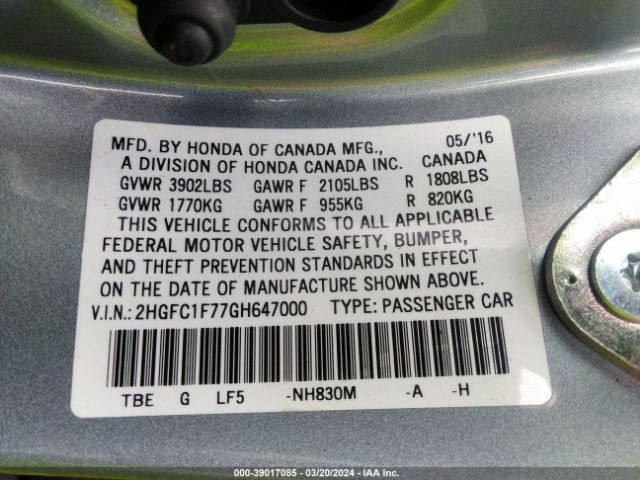 MFD. BY HONDA OF CANADA MFG., 05/'16
A DIVISION OF HONDA CANADA INC. CANADA
GVWR 3902LBS GAWR F 2105LBS R 1808LBS
GVWR 1770KG GAWR F 955KG R 820KG
THIS VEHICLE CONFORMS TO ALL APPLICABLE
FEDERAL MOTOR VEHICLE SAFETY, BUMPER,
AND THEFT PREVENTION STANDARDS IN EFFECT
ON THE DATE OF MANUFACTURE SHOWN ABOVE.
V.I.N.: 2HGFC1F77GH647000 TYPE: PASSENGER CAR
TBE G LF5 -NH830M -A -H
0-39017085 - 03/20/2024 - IAA Inc.